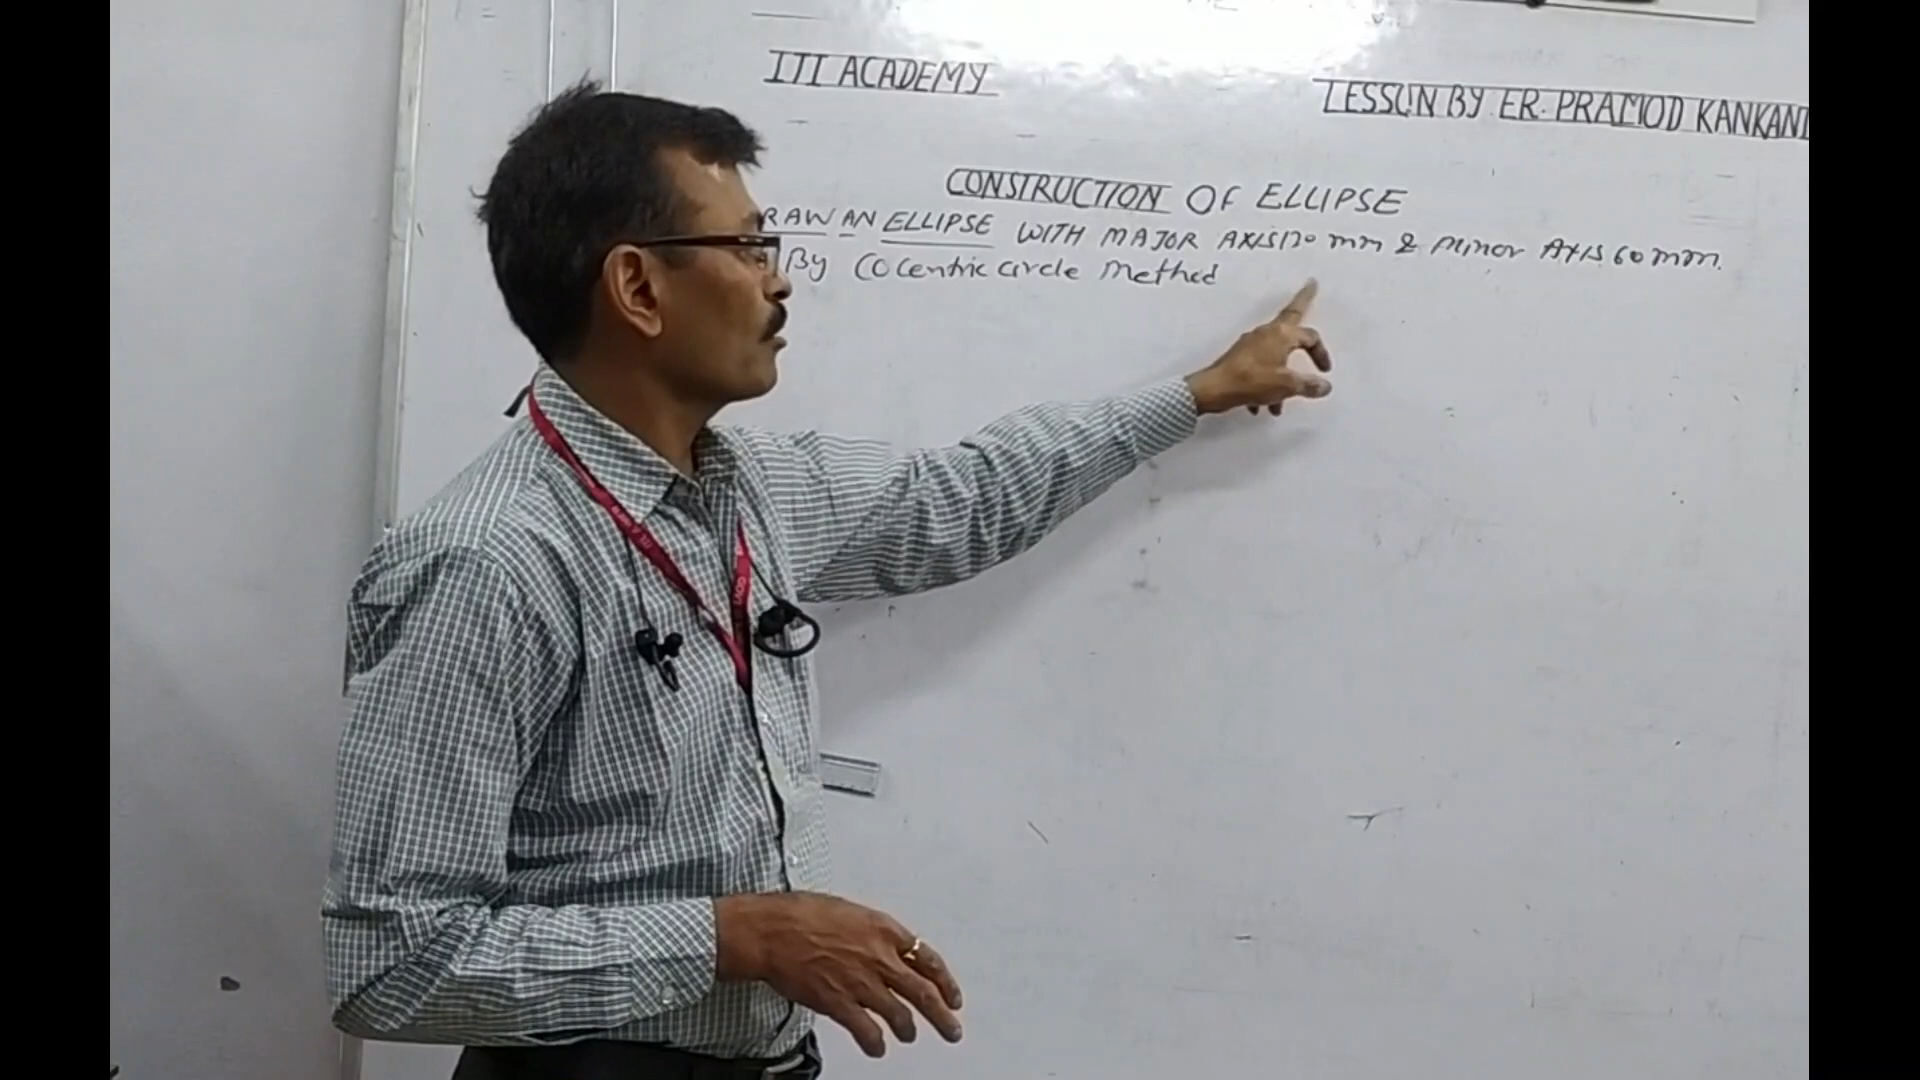 ITI ACADEMY
LESSON BY ER. PRAMOD KANKANI
CONSTRUCTION OF ELLIPSE
RAW AN ELLIPSE WITH MAJOR AXIS 120 mm & minor AXIS 60 mm.
By Cocentric circle Method